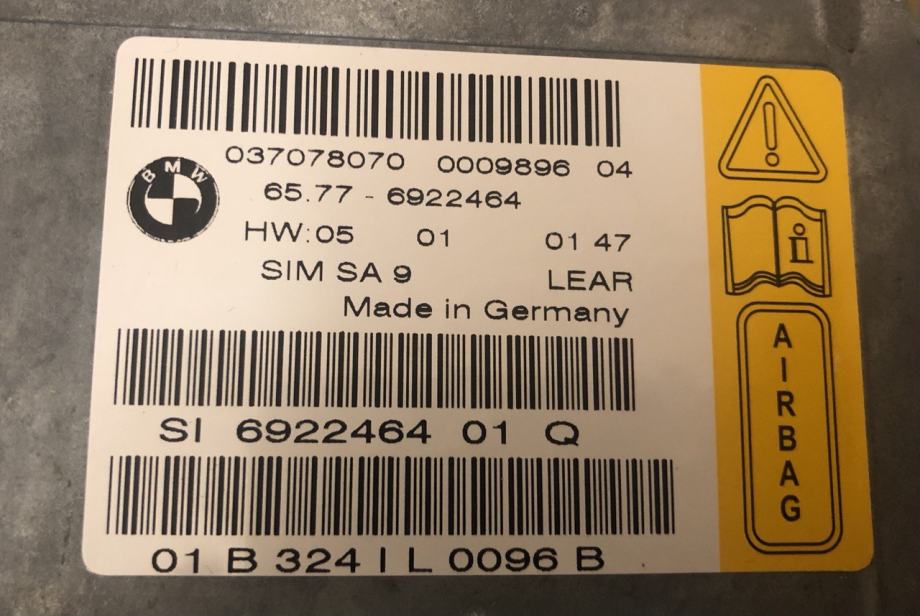 037078070 0009896 04
BMW
65.77 - 6922464
HW:05 01 01 47
SIM SA 9 LEAR
Made in Germany
SI 6922464 01 Q
01 B 324 I L 0096 B
i
AIRBAG